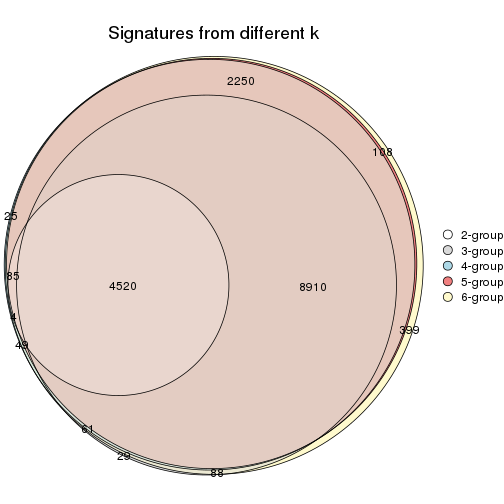 Signatures from different k
2250
108
25
85
4520
8910
4
399
49
61
29
88
2-group
3-group
4-group
5-group
6-group